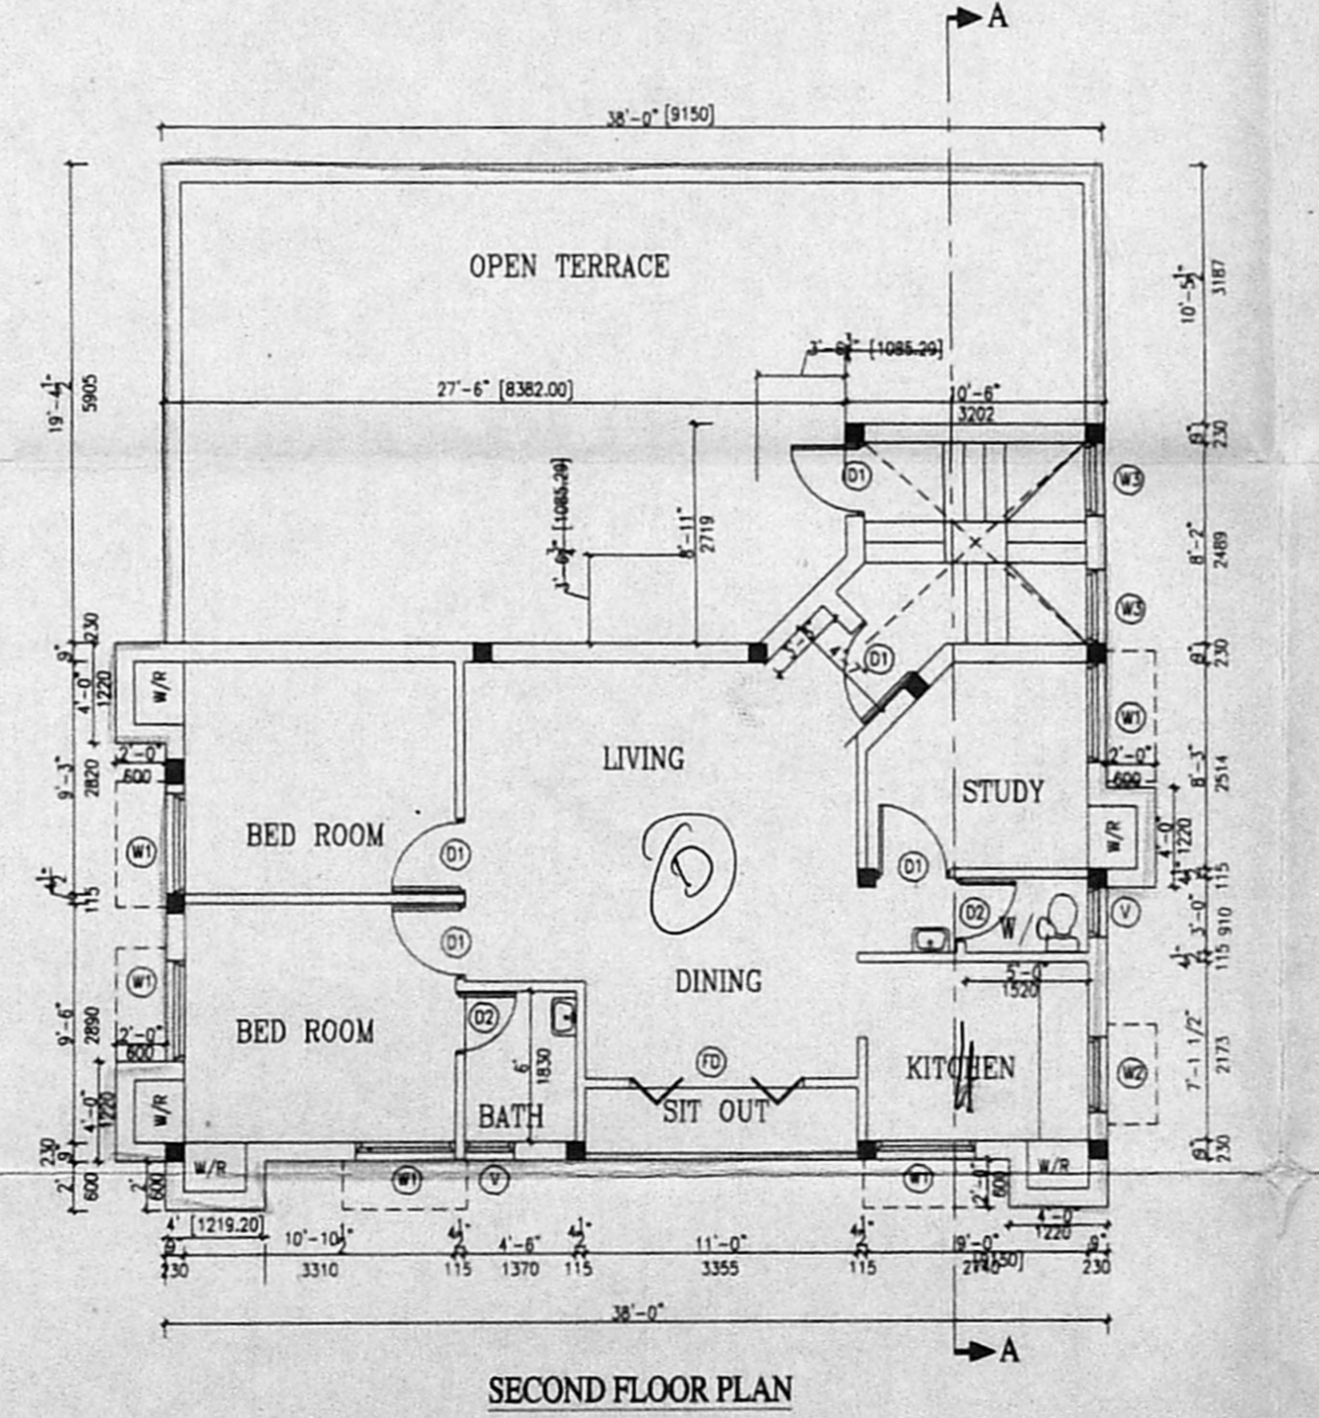 A
38'-0" [9150]
OPEN TERRACE
10'-5½"
3187
3'-6¾" [1085.29]
19'-4½"
5905
27'-6" [8382.00]
10'-6"
3202
9"
230
D1
W3
[1085.29]
8'-11"
2719
8'-2"
2489
W3
9"
230
D1
9"
230
W/R
4'-0"
1220
W1
LIVING
2'-0"
600
9'-3"
2820
2'-0"
600
8'-3"
2514
STUDY
BED ROOM
W1
D1
D1
W/R
4'-0"
1220
4½"
115
115
D
D2
W/
V
3'-0"
910
D1
4½"
115
W1
DINING
5'-0"
1520
BED ROOM
D2
9'-6"
2890
2'-0"
600
6'
1830
FD
KITCHEN
W2
7'-1 1/2"
2173
W/R
4'-0"
1220
BATH
SIT OUT
230
9"
9"
230
W/R
W1
V
W1
W/R
2'
600
2'
600
2'-0"
600
4' [1219.20]
4'-0"
1220
9"
10'-10½"
4½"
4'-6"
4½"
11'-0"
4½"
9'-0"
9"
230
3310
115
1370
115
3355
115
230
38'-0"
A
SECOND FLOOR PLAN